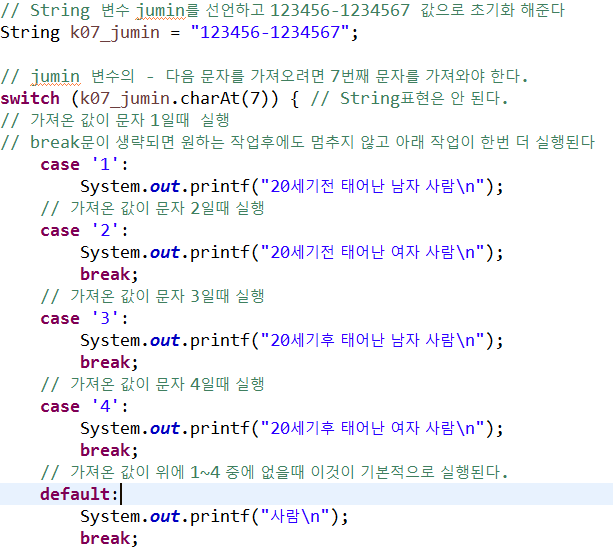 // String 변수 jumin를 선언하고 123456-1234567 값으로 초기화 해준다
String k07_jumin = "123456-1234567";
// jumin 변수의 - 다음 문자를 가져오려면 7번째 문자를 가져와야 한다.
switch (k07_jumin.charAt(7)) { // String표현은 안 된다.
// 가져온 값이 문자 1일때 실행
// break문이 생략되면 원하는 작업후에도 멈추지 않고 아래 작업이 한번 더 실행된다
case '1':
System.out.printf("20세기전 태어난 남자 사람\n");
// 가져온 값이 문자 2일때 실행
case '2':
System.out.printf("20세기전 태어난 여자 사람\n");
break;
// 가져온 값이 문자 3일때 실행
case '3':
System.out.printf("20세기후 태어난 남자 사람\n");
break;
// 가져온 값이 문자 4일때 실행
case '4':
System.out.printf("20세기후 태어난 여자 사람\n");
break;
// 가져온 값이 위에 1~4 중에 없을때 이것이 기본적으로 실행된다.
default:
System.out.printf("사람\n");
break;